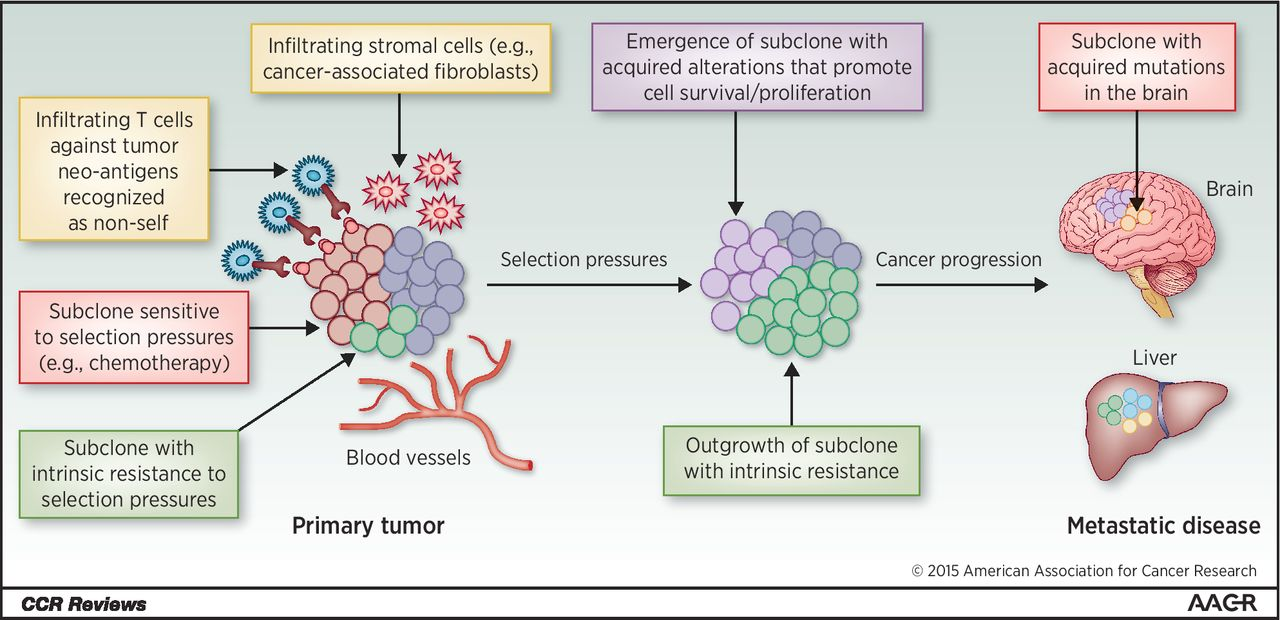 Infiltrating stromal cells (e.g.,
cancer-associated fibroblasts)
Emergence of subclone with
acquired alterations that promote
cell survival/proliferation
Subclone with
acquired mutations
in the brain
Infiltrating T cells
against tumor
neo-antigens
recognized
as non-self
Brain
Selection pressures
Cancer progression
Subclone sensitive
to selection pressures
(e.g., chemotherapy)
Liver
Subclone with
intrinsic resistance to
selection pressures
Blood vessels
Outgrowth of subclone
with intrinsic resistance
Primary tumor
Metastatic disease
© 2015 American Association for Cancer Research
CCR Reviews
AACR